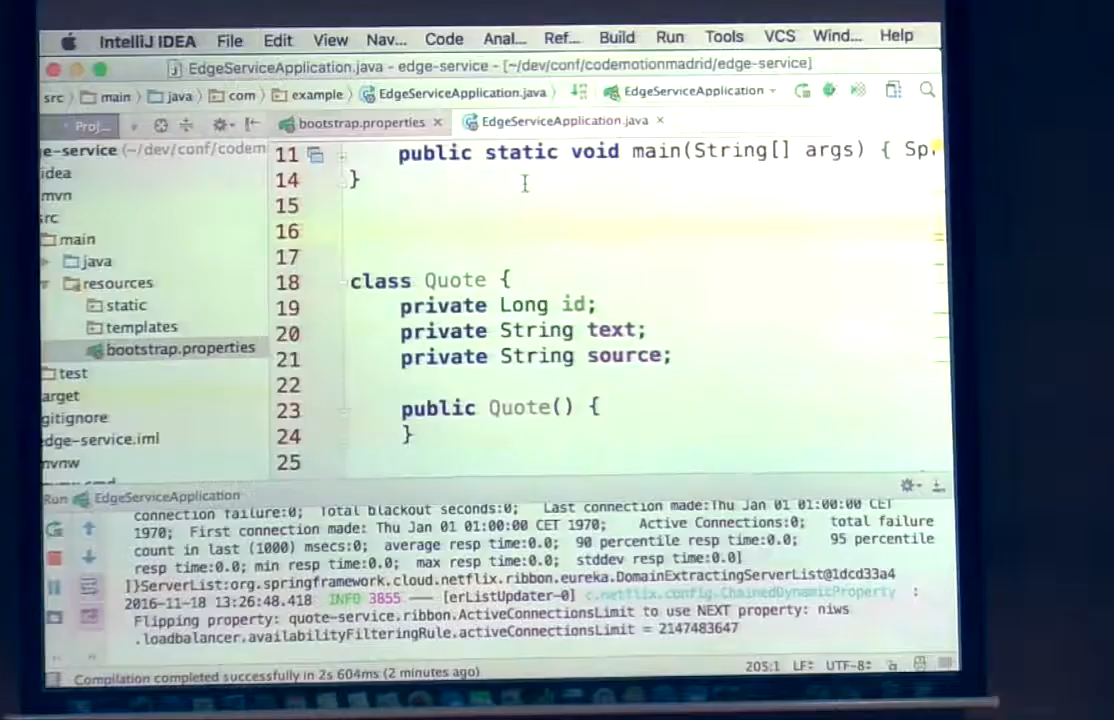 IntelliJ IDEA File Edit View Nav... Code Anal... Ref... Build Run Tools VCS Wind... Help
EdgeServiceApplication.java - edge-service - [~/dev/conf/codemotionmadrid/edge-service]
src main java com example EdgeServiceApplication.java EdgeServiceApplication
Proj... bootstrap.properties × EdgeServiceApplication.java ×
e-service (~/dev/conf/codem
idea
mvn
src
main
java
resources
static
templates
bootstrap.properties
test
arget
gitignore
dge-service.iml
mvnw
11 public static void main(String[] args) { Sp
14 }
15
16
17
18 class Quote {
19 private Long id;
20 private String text;
21 private String source;
22
23 public Quote() {
24 }
25
Run EdgeServiceApplication
connection failure:0; Total blackout seconds:0; Last connection made:Thu Jan 01 01:00:00 CET
1970; First connection made: Thu Jan 01 01:00:00 CET 1970; Active Connections:0; total failure
count in last (1000) msecs:0; average resp time:0.0; 90 percentile resp time:0.0; 95 percentile
resp time:0.0; min resp time:0.0; max resp time:0.0; stddev resp time:0.0]
]}ServerList:org.springframework.cloud.netflix.ribbon.eureka.DomainExtractingServerList@1dcd33a4
2016-11-18 13:26:48.418 INFO 3855 --- [erListUpdater-0] c.netflix.config.ChainedDynamicProperty :
Flipping property: quote-service.ribbon.ActiveConnectionsLimit to use NEXT property: niws
.loadbalancer.availabilityFilteringRule.activeConnectionsLimit = 2147483647
Compilation completed successfully in 2s 604ms (2 minutes ago) 205:1 LF÷ UTF-8÷